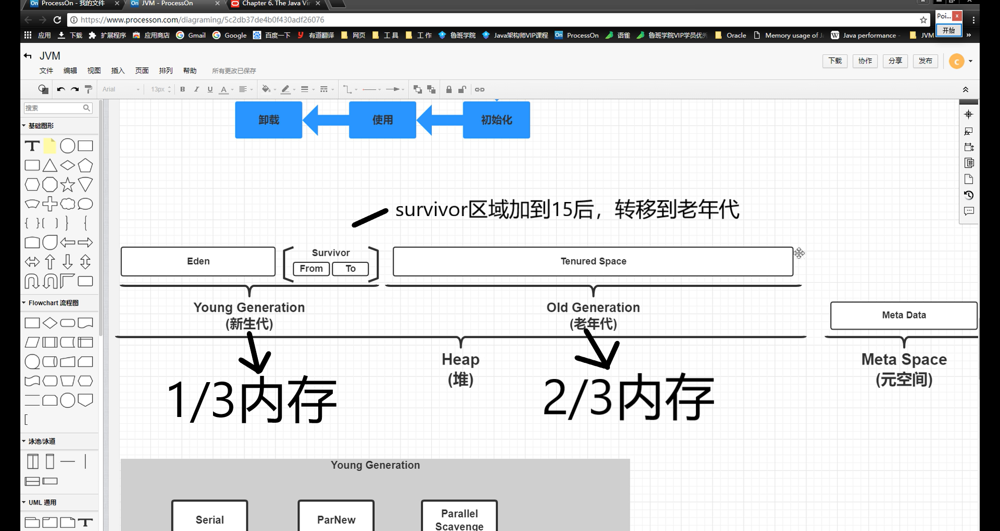 ProcessOn - 我的文件
JVM - ProcessOn
Chapter 6. The Java Vir
https://www.processon.com/diagraming/5c2db37de4b0f430adf26076
Poi...
开始
应用 下载 扩展程序 应用商店 Gmail Google 百度一下 有道翻译 网页 工具 工作 鲁班学院 Java架构师VIP课程 ProcessOn 语雀 鲁班学院VIP学员优秀 Oracle Memory usage of J Java performance - JVM »
JVM
下载 协作 分享 发布 c
文件 编辑 视图 插入 页面 排列 帮助 所有更改已保存
Arial 13px B I U A
搜索
基础图形
卸载 使用 初始化
survivor区域加到15后，转移到老年代
Eden
Survivor
From To
Tenured Space
Young Generation
(新生代)
Old Generation
(老年代)
Meta Data
Heap
(堆)
Meta Space
(元空间)
1/3内存
2/3内存
Flowchart 流程图
泳池/泳道
UML 通用
Young Generation
Serial
ParNew
Parallel
Scavenge